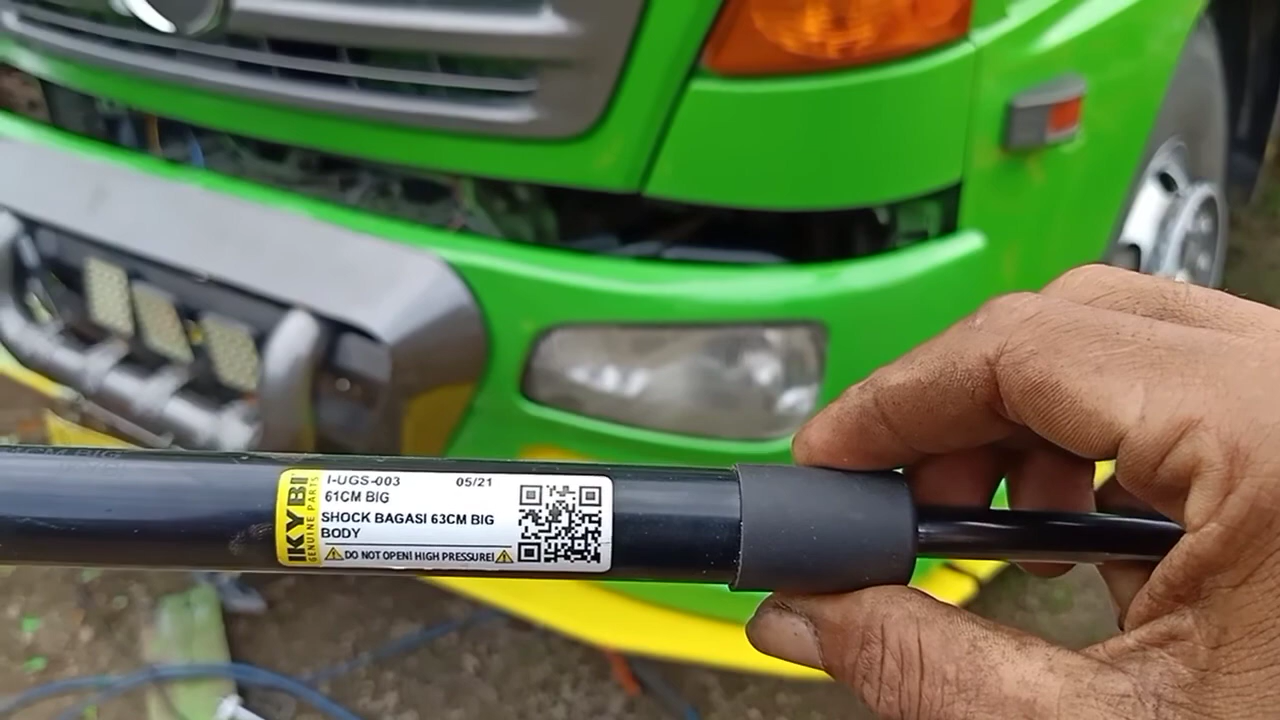 IKYBI
GENUINE PARTS
I-UGS-003 05/21
61CM BIG
SHOCK BAGASI 63CM BIG
BODY
DO NOT OPEN! HIGH PRESSURE!